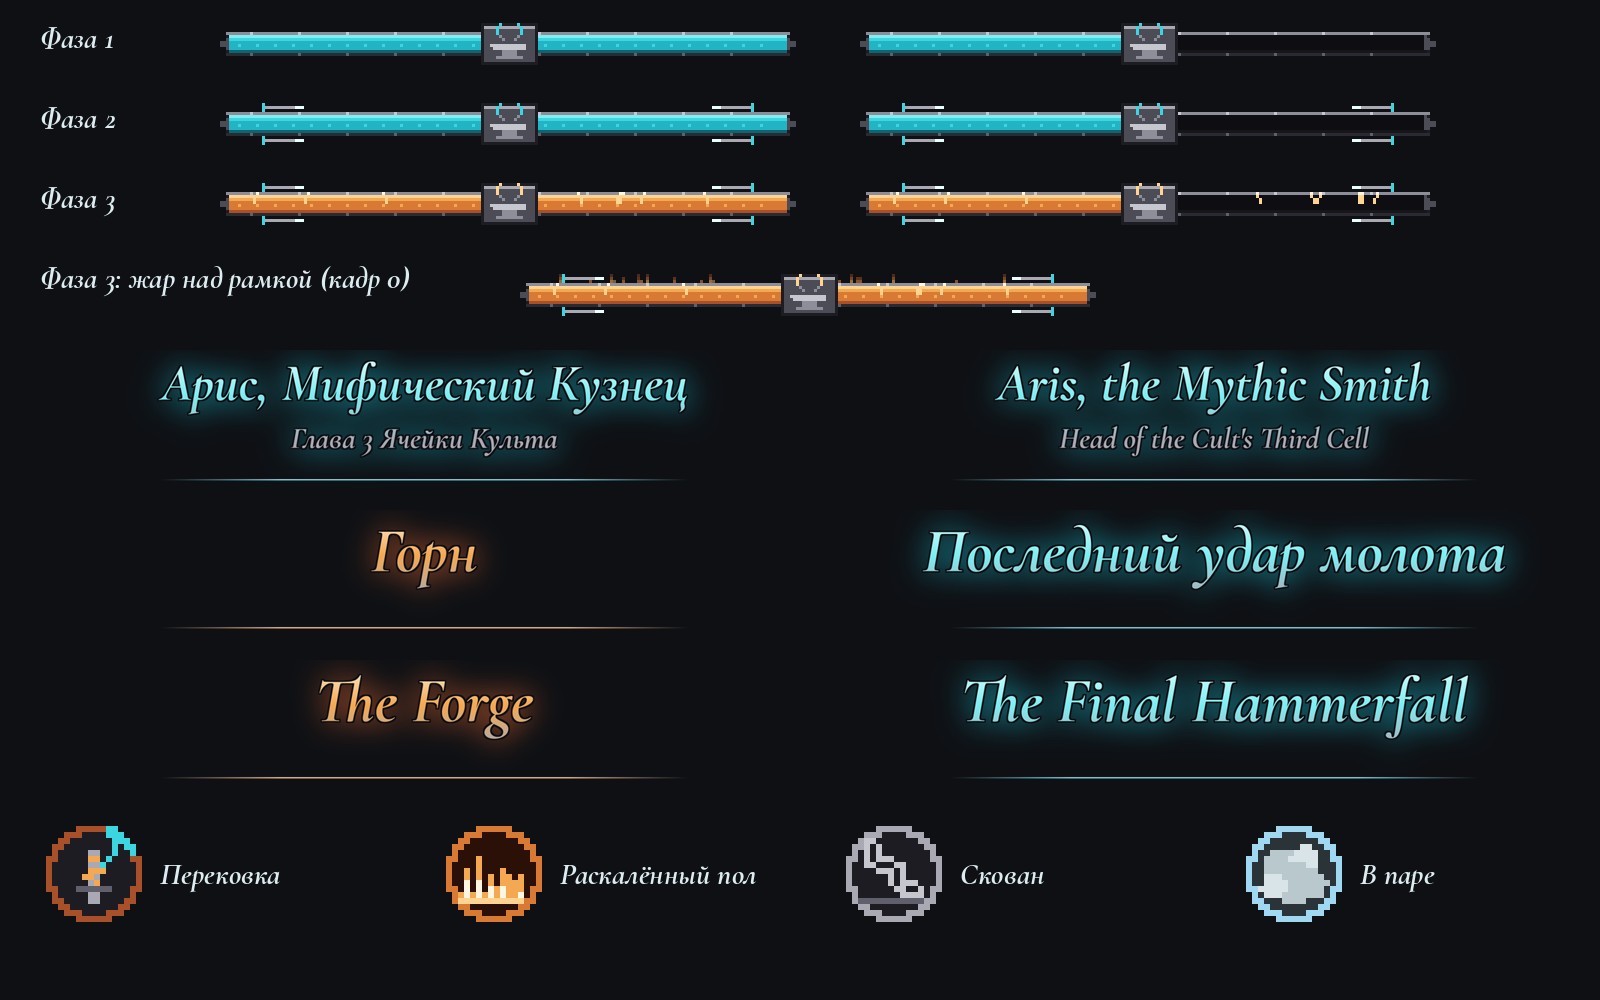 Фаза 1
Фаза 2
Фаза 3
Фаза 3: жар над рамкой (кадр 0)
Арис, Мифический Кузнец
Глава 3 Ячейки Культа
Aris, the Mythic Smith
Head of the Cult's Third Cell
Горн
Последний удар молота
The Forge
The Final Hammerfall
Перековка
Раскалённый пол
Скован
В паре